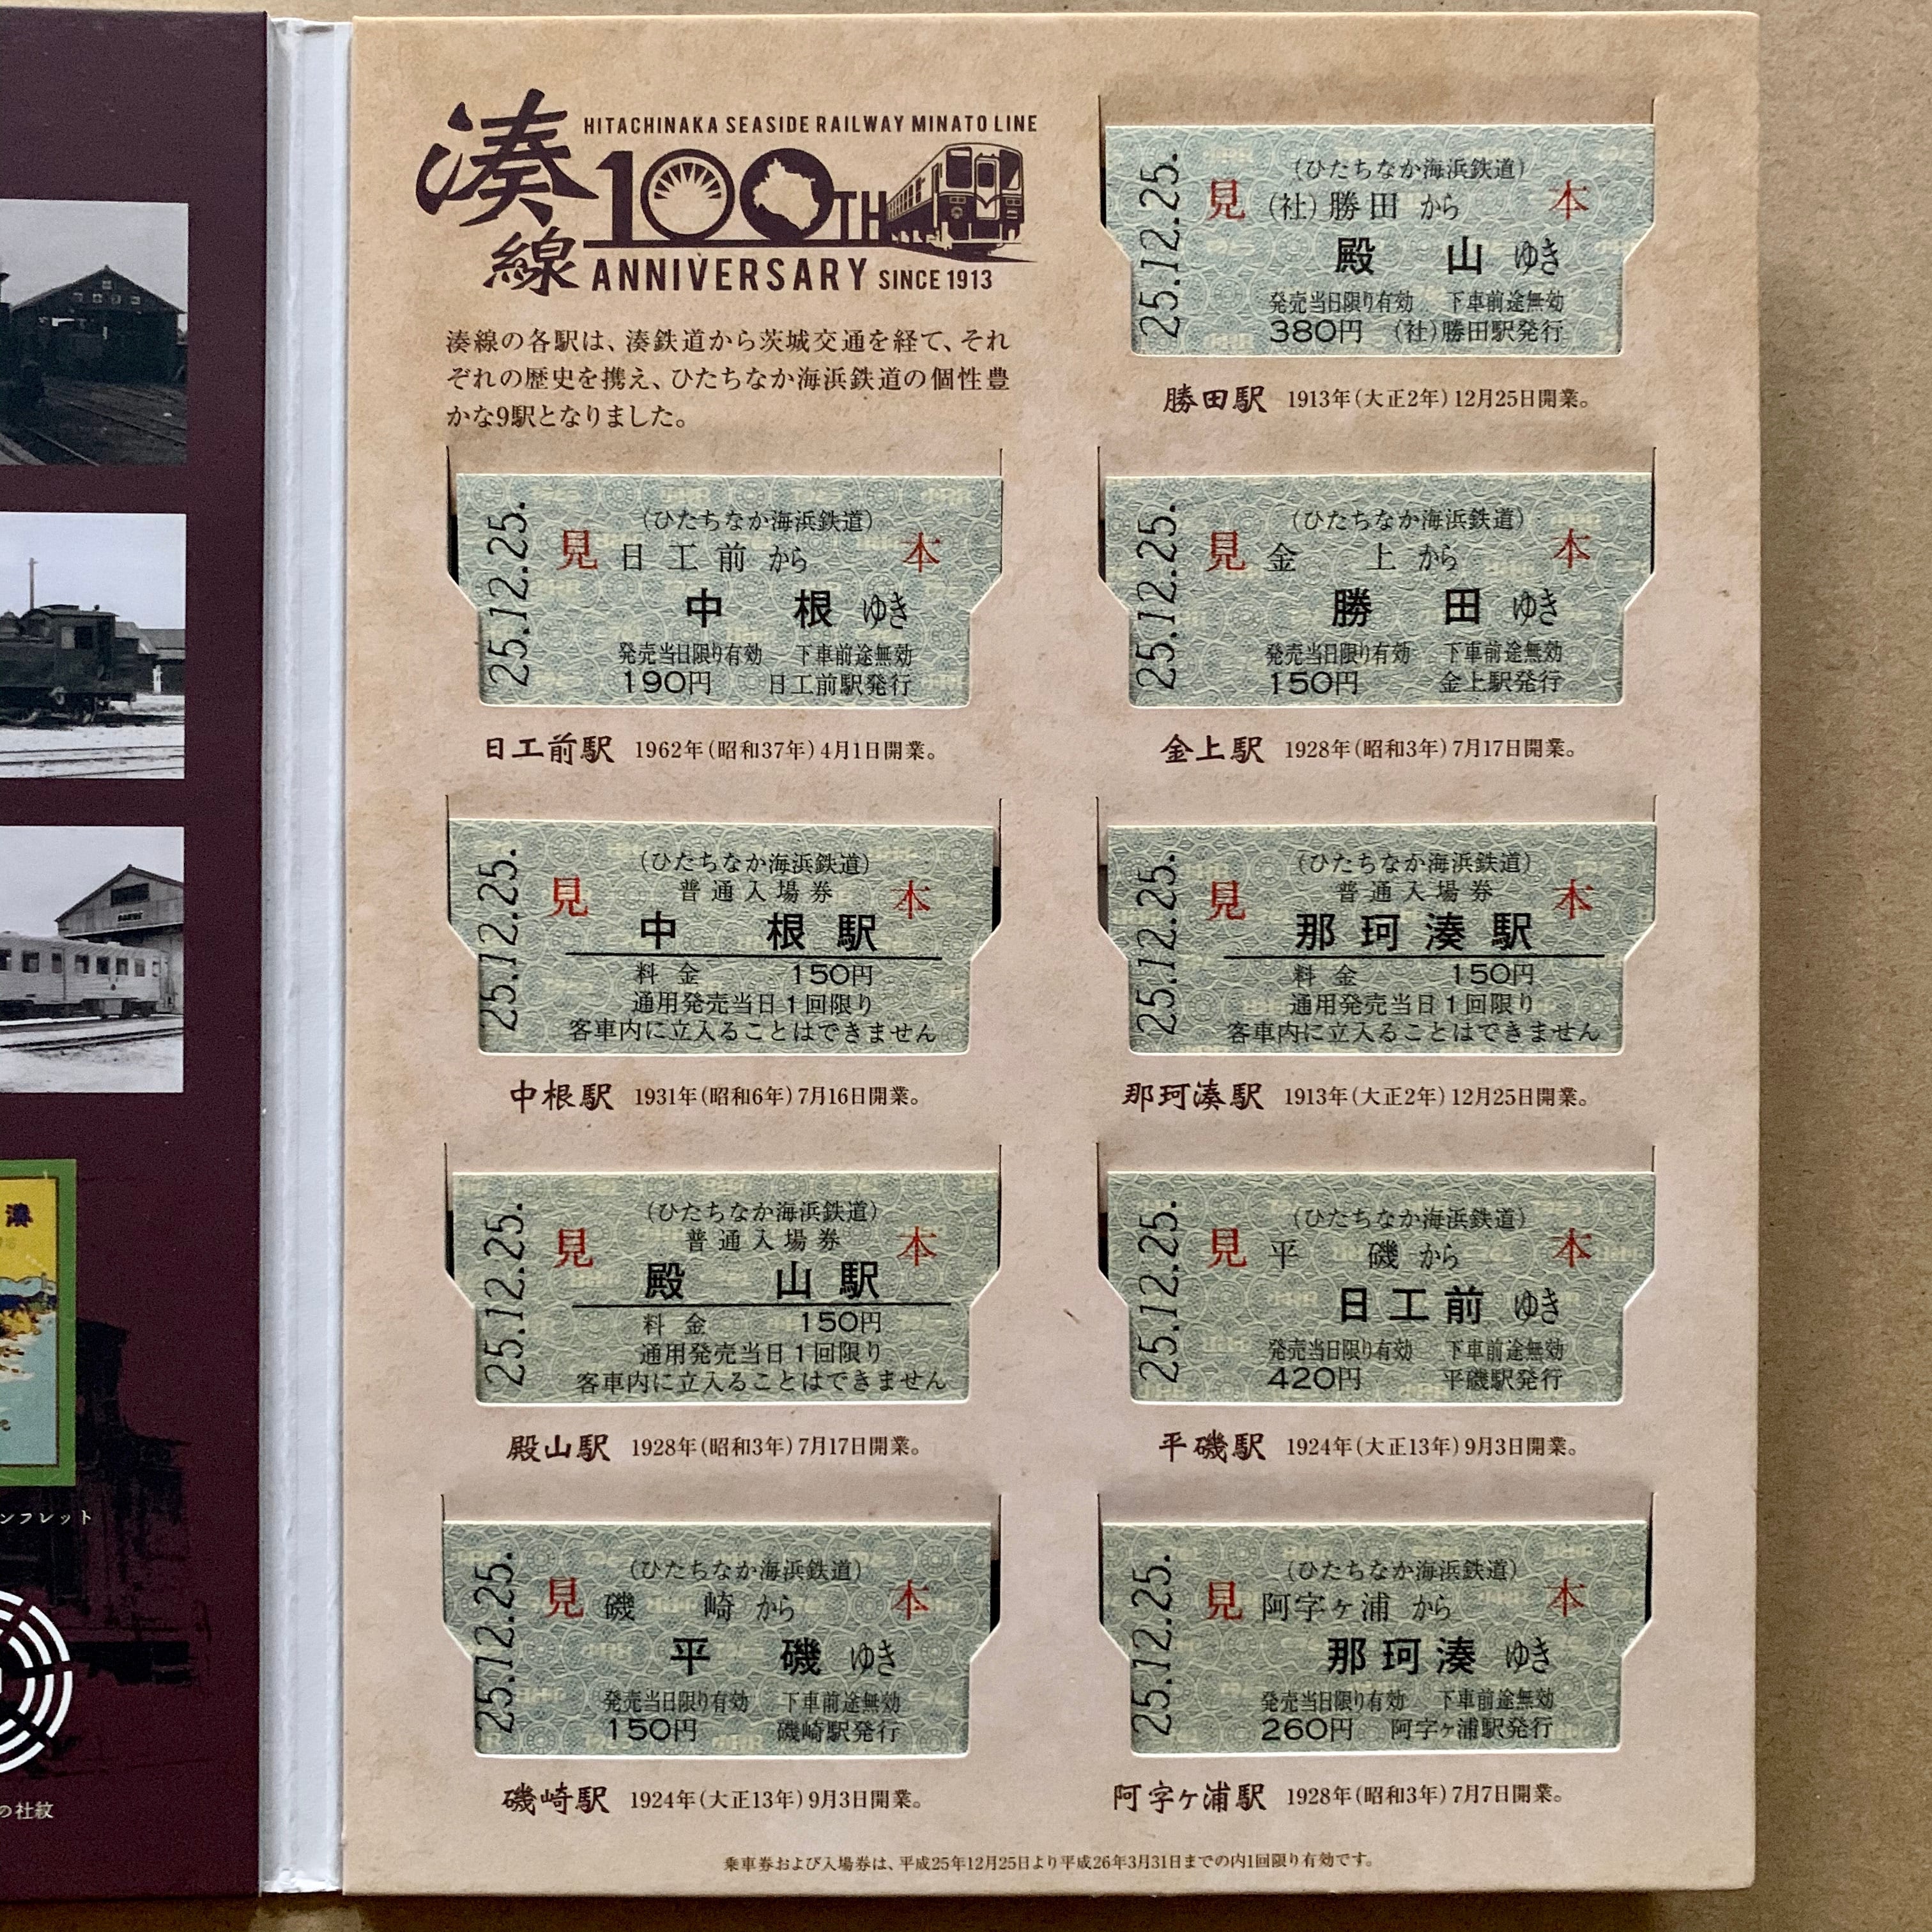 湊線
HITACHINAKA SEASIDE RAILWAY MINATO LINE
100TH
ANNIVERSARY SINCE 1913
湊線の各駅は、湊鉄道から茨城交通を経て、それ
ぞれの歴史を携え、ひたちなか海浜鉄道の個性豊
かな9駅となりました。
25.12.25.
(ひたちなか海浜鉄道)
見 (社)勝田 から 本
殿山 ゆき
発売当日限り有効 下車前途無効
380円 (社)勝田駅発行
勝田駅 1913年(大正2年)12月25日開業。
25.12.25.
(ひたちなか海浜鉄道)
見 日工前 から 本
中根 ゆき
発売当日限り有効 下車前途無効
190円 日工前駅発行
日工前駅 1962年(昭和37年)4月1日開業。
25.12.25.
(ひたちなか海浜鉄道)
見 金上から 本
勝田 ゆき
発売当日限り有効 下車前途無効
150円 金上駅発行
金上駅 1928年(昭和3年)7月17日開業。
25.12.25.
(ひたちなか海浜鉄道)
見 普通入場券 本
中根駅
料金 150円
通用発売当日1回限り
客車内に立入ることはできません
中根駅 1931年(昭和6年)7月16日開業。
25.12.25.
(ひたちなか海浜鉄道)
見 普通入場券 本
那珂湊駅
料金 150円
通用発売当日1回限り
客車内に立入ることはできません
那珂湊駅 1913年(大正2年)12月25日開業。
25.12.25.
(ひたちなか海浜鉄道)
見 普通入場券 本
殿山駅
料金 150円
通用発売当日1回限り
客車内に立入ることはできません
殿山駅 1928年(昭和3年)7月17日開業。
25.12.25.
(ひたちなか海浜鉄道)
見 平磯から 本
日工前 ゆき
発売当日限り有効 下車前途無効
420円 平磯駅発行
平磯駅 1924年(大正13年)9月3日開業。
25.12.25.
(ひたちなか海浜鉄道)
見 磯崎から 本
平磯 ゆき
発売当日限り有効 下車前途無効
150円 磯崎駅発行
磯崎駅 1924年(大正13年)9月3日開業。
25.12.25.
(ひたちなか海浜鉄道)
見 阿字ヶ浦 から 本
那珂湊 ゆき
発売当日限り有効 下車前途無効
260円 阿字ヶ浦駅発行
阿字ヶ浦駅 1928年(昭和3年)7月7日開業。
乗車券および入場券は、平成25年12月25日より平成26年3月31日までの内1回限り有効です。
湊
ンフレット
の社紋